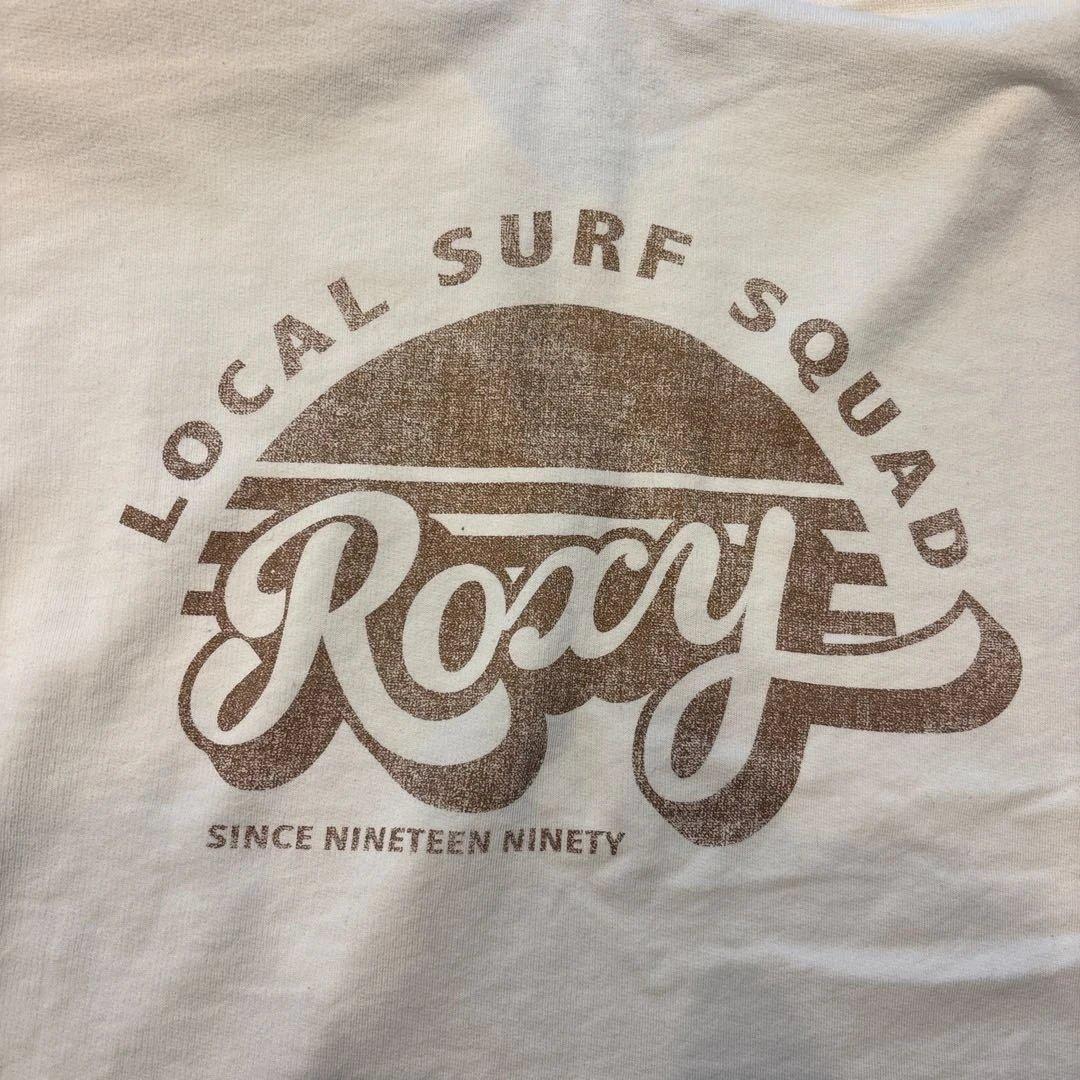 LOCAL SURF SQUAD
Roxy
SINCE NINETEEN NINETY